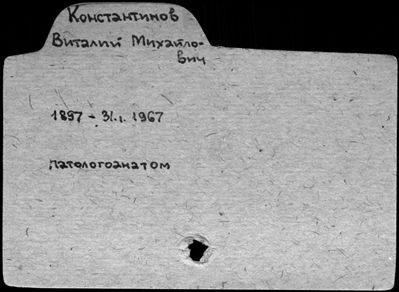 Константинов
Виталий Михайло-
вич
1897 - 31.1. 1967
патологоанатом